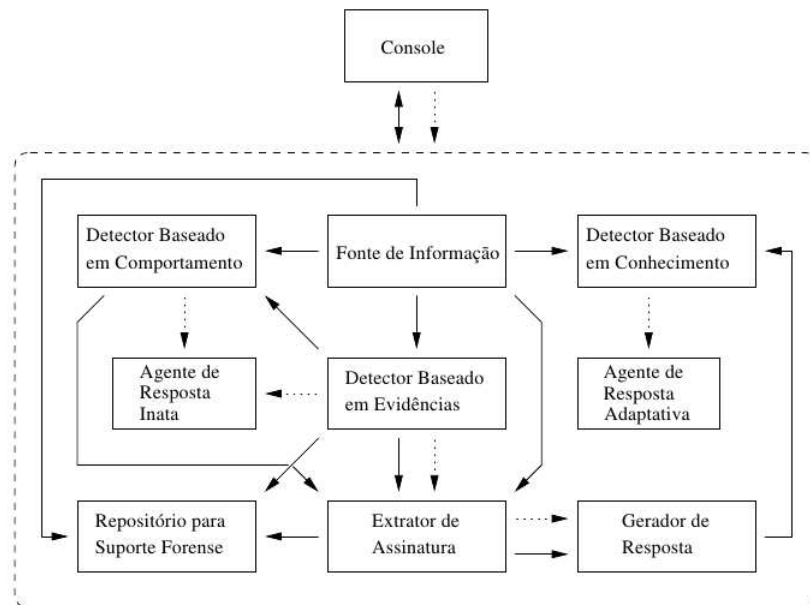 Console
Detector Baseado
em Comportamento
Fonte de Informação
Detector Baseado
em Conhecimento
Agente de
Resposta
Inata
Detector Baseado
em Evidências
Agente de
Resposta
Adaptativa
Repositório para
Suporte Forense
Extrator de
Assinatura
Gerador de
Resposta